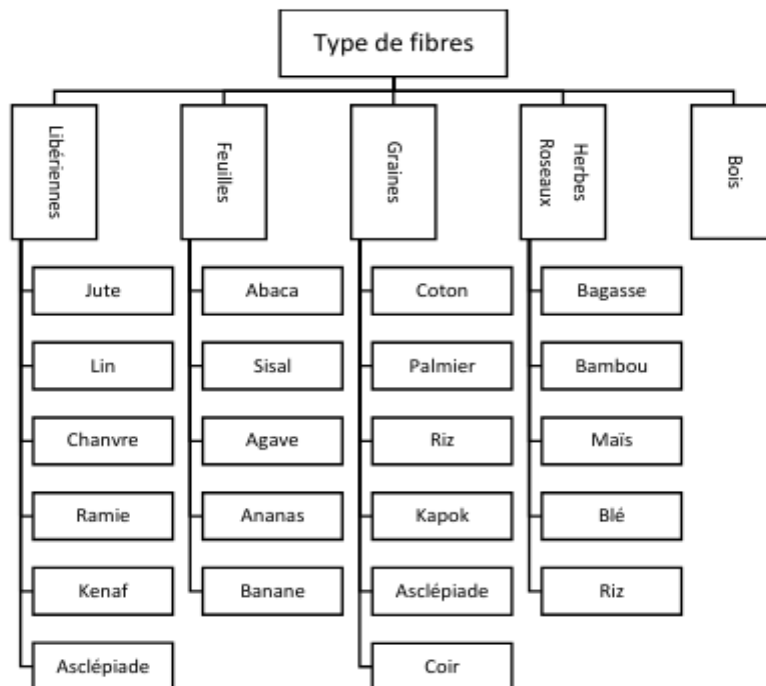 Type de fibres
Libériennes
Jute
Lin
Chanvre
Ramie
Kenaf
Asclépiade
Feuilles
Abaca
Sisal
Agave
Ananas
Banane
Graines
Coton
Palmier
Riz
Kapok
Asclépiade
Coir
Herbes
Roseaux
Bagasse
Bambou
Maïs
Blé
Riz
Bois